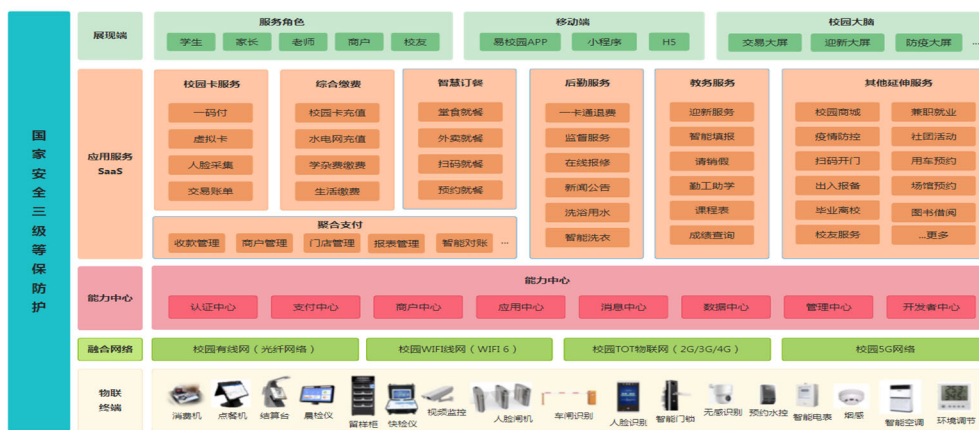 国家安全三级等保防护
展现端
服务角色
学生 家长 老师 商户 校友
移动端
易校园APP 小程序 H5
校园大脑
交易大屏 迎新大屏 防疫大屏 ...
应用服务
SaaS
校园卡服务
一码付
虚拟卡
人脸采集
交易账单
综合缴费
校园卡充值
水电网充值
学杂费缴费
生活缴费
智慧订餐
堂食就餐
外卖就餐
扫码就餐
预约就餐
聚合支付
收款管理 商户管理 门店管理 报表管理 智能对账 ...
后勤服务
一卡通退费
监督服务
在线报修
新闻公告
洗浴用水
智能洗衣
教务服务
迎新服务
智能填报
请销假
勤工助学
课程表
成绩查询
其他延伸服务
校园商城 兼职就业
疫情防控 社团活动
扫码开门 用车预约
出入报备 场馆预约
毕业离校 图书借阅
校友服务 ...更多
能力中心
能力中心
认证中心 支付中心 商户中心 应用中心 消息中心 数据中心 管理中心 开发者中心
融合网络
校园有线网（光纤网络） 校园WIFI线网（WIFI 6） 校园TOT物联网（2G/3G/4G） 校园5G网络
物联
终端
消费机 点餐机 结算台 晨检仪 留样柜 快检仪 视频监控 人脸闸机 车闸识别 人脸识别 智能门锁 无感识别 预约水控 智能电表 烟感 智能空调 环境调节